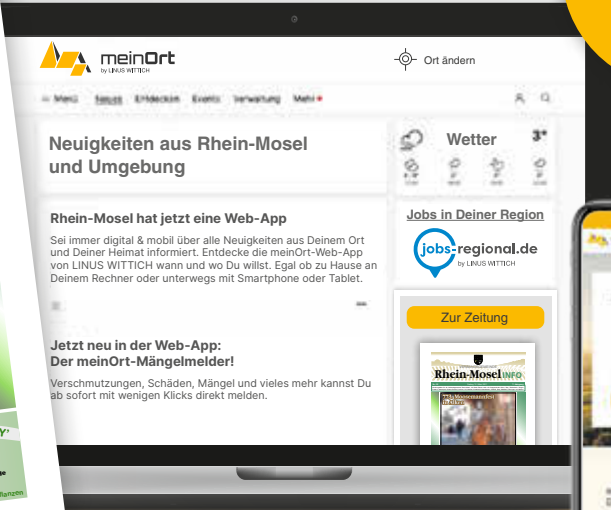 meinOrt
by LINUS WITTICH
Ort ändern
Menü Neues Entdecken Events Verwaltung Mehr
Neuigkeiten aus Rhein-Mosel
und Umgebung
Wetter
3°
Rhein-Mosel hat jetzt eine Web-App
Sei immer digital & mobil über alle Neuigkeiten aus Deinem Ort
und Deiner Heimat informiert. Entdecke die meinOrt-Web-App
von LINUS WITTICH wann und wo Du willst. Egal ob zu Hause an
Deinem Rechner oder unterwegs mit Smartphone oder Tablet.
Jetzt neu in der Web-App:
Der meinOrt-Mängelmelder!
Verschmutzungen, Schäden, Mängel und vieles mehr kannst Du
ab sofort mit wenigen Klicks direkt melden.
Jobs in Deiner Region
jobs-regional.de
by LINUS WITTICH
Zur Zeitung
Rhein-Mosel INFO